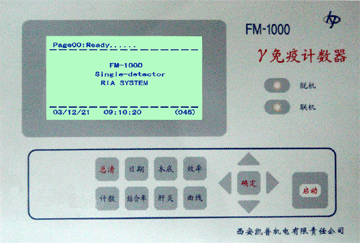 FM-1000
γ免疫计数器
Page00:Ready......
FM-1000
Single-detector
RIA SYSTEM
03/12/21 09:10:20 (045)
脱机
联机
总清 日期 本底 效率
计数 结合率 肝炎 曲线
确定
启动
西安凯普机电有限责任公司